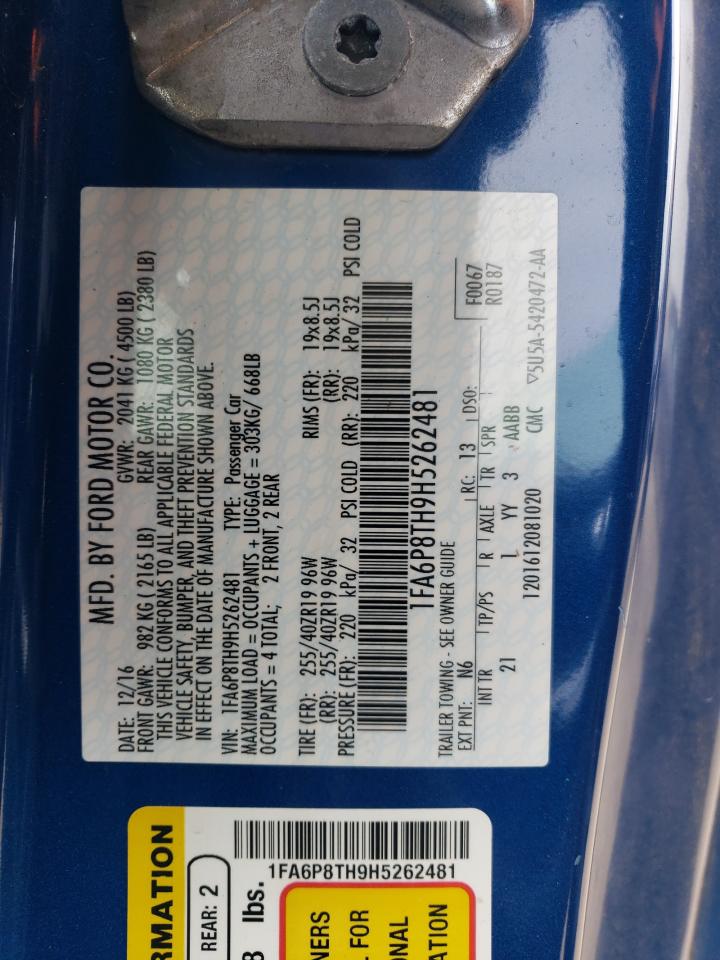 MFD. BY FORD MOTOR CO.
DATE: 12/16 GVWR: 2041 KG ( 4500 LB)
FRONT GAWR: 982 KG ( 2165 LB) REAR GAWR: 1080 KG ( 2380 LB)
THIS VEHICLE CONFORMS TO ALL APPLICABLE FEDERAL MOTOR
VEHICLE SAFETY, BUMPER, AND THEFT PREVENTION STANDARDS
IN EFFECT ON THE DATE OF MANUFACTURE SHOWN ABOVE.
VIN: 1FA6P8TH9H5262481 TYPE: Passenger Car
MAXIMUM LOAD = OCCUPANTS + LUGGAGE = 303KG/ 668LB
OCCUPANTS = 4 TOTAL; 2 FRONT, 2 REAR
TIRE (FR): 255/40ZR19 96W RIMS (FR): 19x8.5J
(RR): 255/40ZR19 96W (RR): 19x8.5J
PRESSURE (FR): 220 kPa/ 32 PSI COLD (RR): 220 kPa/ 32 PSI COLD
1FA6P8TH9H5262481
F0067
TRAILER TOWING - SEE OWNER GUIDE R0187
EXT PNT: N6 RC: 13 DSO:
INT TR TP/PS R AXLE TR SPR
21 L YY 3 AABB
1201612081020 CMC ▽5U5A-5420472-AA
RMATION
REAR: 2
lbs.
1FA6P8TH9H5262481
NERS
L FOR
ONAL
ATION